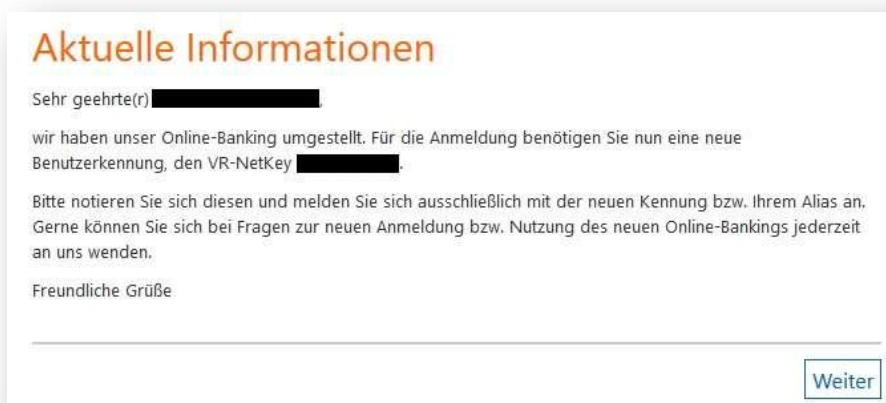 Aktuelle Informationen
Sehr geehrte(r) ,
wir haben unser Online-Banking umgestellt. Für die Anmeldung benötigen Sie nun eine neue
Benutzerkennung, den VR-NetKey .
Bitte notieren Sie sich diesen und melden Sie sich ausschließlich mit der neuen Kennung bzw. Ihrem Alias an.
Gerne können Sie sich bei Fragen zur neuen Anmeldung bzw. Nutzung des neuen Online-Bankings jederzeit
an uns wenden.
Freundliche Grüße
Weiter